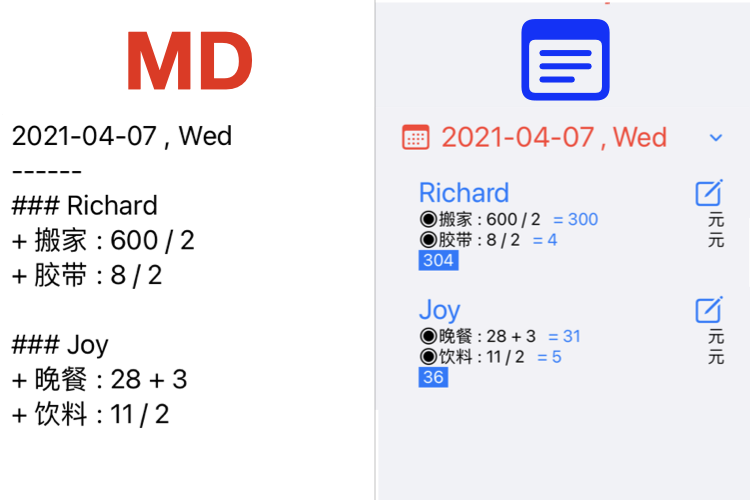 MD
2021-04-07 , Wed
------
### Richard
+ 搬家 : 600 / 2
+ 胶带 : 8 / 2
### Joy
+ 晚餐 : 28 + 3
+ 饮料 : 11 / 2
2021-04-07 , Wed
Richard
◉搬家 : 600 / 2 = 300 元
◉胶带 : 8 / 2 = 4 元
304
Joy
◉晚餐 : 28 + 3 = 31 元
◉饮料 : 11 / 2 = 5 元
36